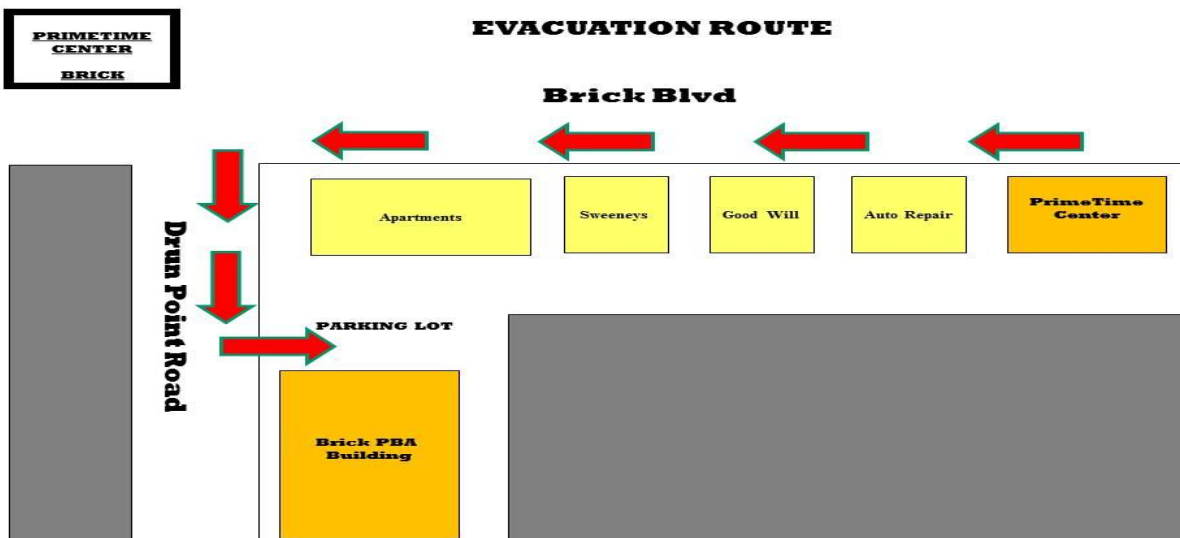 PRIMETIME
CENTER
BRICK
EVACUATION ROUTE
Brick Blvd
Apartments
Sweeneys
Good Will
Auto Repair
PrimeTime
Center
Drun Point Road
PARKING LOT
Brick PBA
Building